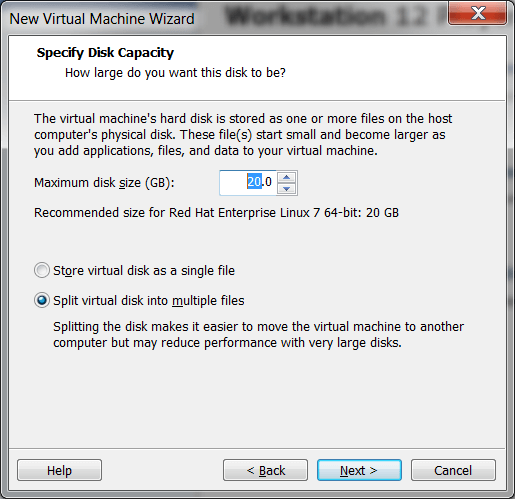 New Virtual Machine Wizard
Workstation 12
Specify Disk Capacity
How large do you want this disk to be?
The virtual machine's hard disk is stored as one or more files on the host
computer's physical disk. These file(s) start small and become larger as
you add applications, files, and data to your virtual machine.
Maximum disk size (GB): 20.0
Recommended size for Red Hat Enterprise Linux 7 64-bit: 20 GB
Store virtual disk as a single file
Split virtual disk into multiple files
Splitting the disk makes it easier to move the virtual machine to another
computer but may reduce performance with very large disks.
Help < Back Next > Cancel